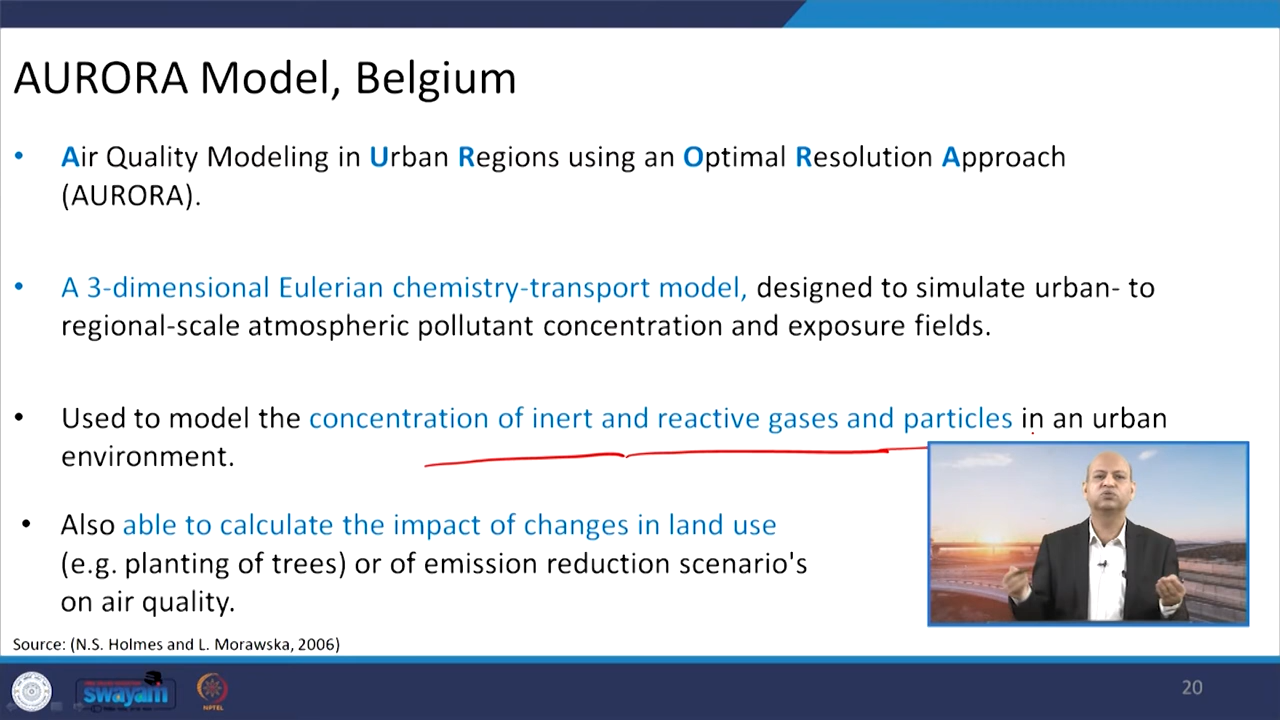 AURORA Model, Belgium
• Air Quality Modeling in Urban Regions using an Optimal Resolution Approach
(AURORA).
• A 3-dimensional Eulerian chemistry-transport model, designed to simulate urban- to
regional-scale atmospheric pollutant concentration and exposure fields.
• Used to model the concentration of inert and reactive gases and particles in an urban
environment.
• Also able to calculate the impact of changes in land use
(e.g. planting of trees) or of emission reduction scenario's
on air quality.
Source: (N.S. Holmes and L. Morawska, 2006)
swayam
NPTEL
20